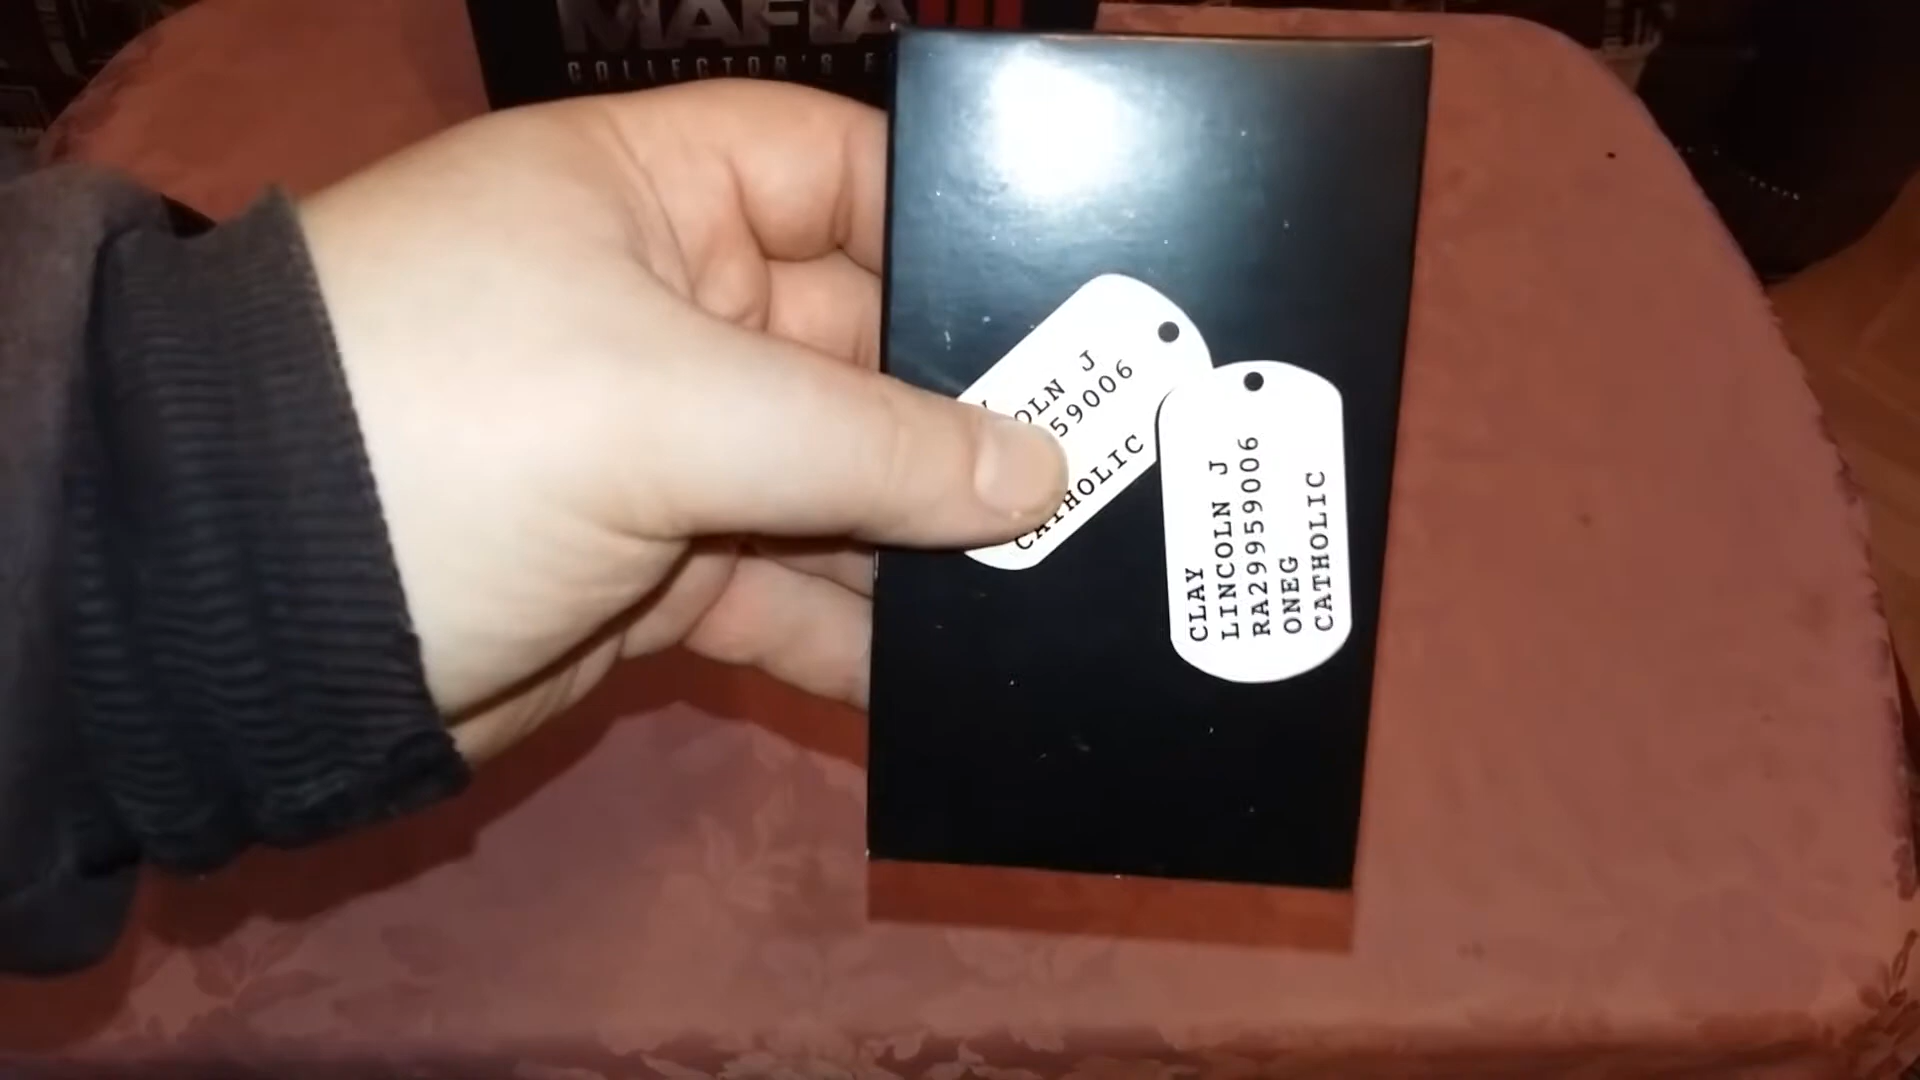 MAFIA III
COLLECTOR'S E
OLN J
59006
CATHOLIC
CLAY
LINCOLN J
RA29959006
ONEG
CATHOLIC